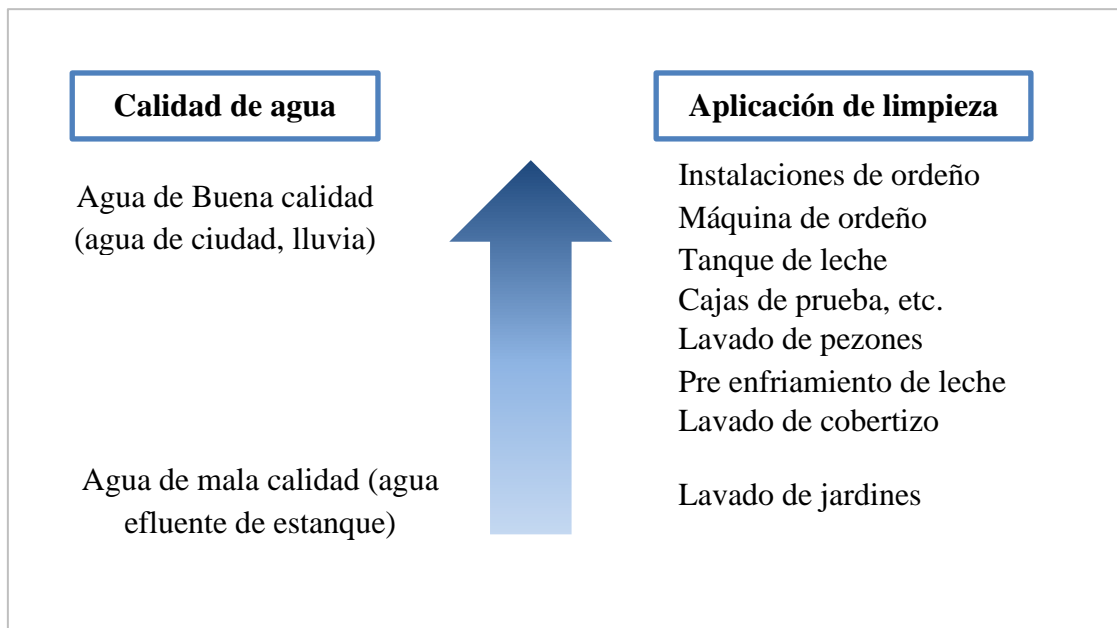 Calidad de agua
Agua de Buena calidad
(agua de ciudad, lluvia)
Agua de mala calidad (agua
efluente de estanque)
Aplicación de limpieza
Instalaciones de ordeño
Máquina de ordeño
Tanque de leche
Cajas de prueba, etc.
Lavado de pezones
Pre enfriamiento de leche
Lavado de cobertizo
Lavado de jardines